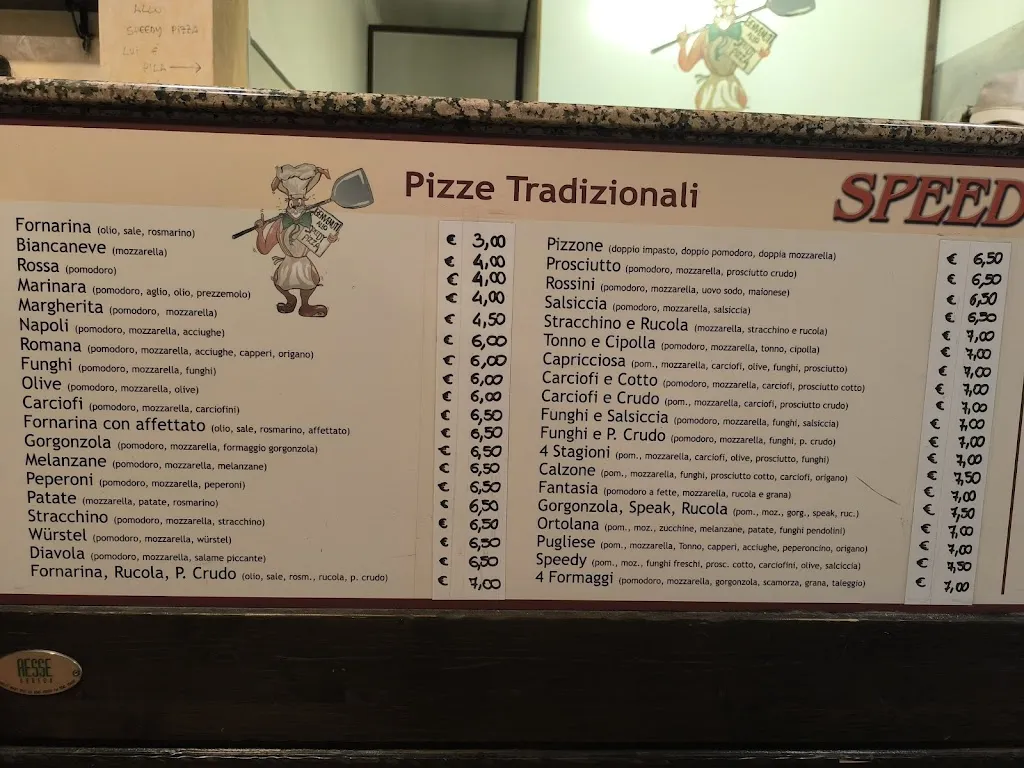 ALLO
SPEEDY PIZZA
Pizze Tradizionali
SPEED
BENVENUTI ALLO SPEEDY PIZZA
Fornarina (olio, sale, rosmarino) € 3,00
Biancaneve (mozzarella) € 4,00
Rossa (pomodoro) € 4,00
Marinara (pomodoro, aglio, olio, prezzemolo) € 4,00
Margherita (pomodoro, mozzarella) € 4,50
Napoli (pomodoro, mozzarella, acciughe) € 6,00
Romana (pomodoro, mozzarella, acciughe, capperi, origano) € 6,00
Funghi (pomodoro, mozzarella, funghi) € 6,00
Olive (pomodoro, mozzarella, olive) € 6,00
Carciofi (pomodoro, mozzarella, carciofini) € 6,50
Fornarina con affettato (olio, sale, rosmarino, affettato) € 6,50
Gorgonzola (pomodoro, mozzarella, formaggio gorgonzola) € 6,50
Melanzane (pomodoro, mozzarella, melanzane) € 6,50
Peperoni (pomodoro, mozzarella, peperoni) € 6,50
Patate (mozzarella, patate, rosmarino) € 6,50
Stracchino (pomodoro, mozzarella, stracchino) € 6,50
Würstel (pomodoro, mozzarella, würstel) € 6,50
Diavola (pomodoro, mozzarella, salame piccante) € 6,50
Fornarina, Rucola, P. Crudo (olio, sale, rosm., rucola, p. crudo) € 7,00
Pizzone (doppio impasto, doppio pomodoro, doppia mozzarella) € 6,50
Prosciutto (pomodoro, mozzarella, prosciutto crudo) € 6,50
Rossini (pomodoro, mozzarella, uovo sodo, maionese) € 6,50
Salsiccia (pomodoro, mozzarella, salsiccia) € 6,50
Stracchino e Rucola (mozzarella, stracchino e rucola) € 7,00
Tonno e Cipolla (pomodoro, mozzarella, tonno, cipolla) € 7,00
Capricciosa (pom., mozzarella, carciofi, olive, funghi, prosciutto) € 7,00
Carciofi e Cotto (pomodoro, mozzarella, carciofi, prosciutto cotto) € 7,00
Carciofi e Crudo (pom., mozzarella, carciofi, prosciutto crudo) € 7,00
Funghi e Salsiccia (pomodoro, mozzarella, funghi, salsiccia) € 7,00
Funghi e P. Crudo (pomodoro, mozzarella, funghi, p. crudo) € 7,00
4 Stagioni (pom., mozzarella, carciofi, olive, prosciutto, funghi) € 7,00
Calzone (pom., mozzarella, funghi, prosciutto cotto, carciofi, origano) € 7,50
Fantasia (pomodoro a fette, mozzarella, rucola e grana) € 7,00
Gorgonzola, Speak, Rucola (pom., moz., gorg., speak, ruc.) € 7,50
Ortolana (pom., moz., zucchine, melanzane, patate, funghi pendolini) € 7,00
Pugliese (pom., mozzarella, Tonno, capperi, acciughe, peperoncino, origano) € 7,00
Speedy (pom., moz., funghi freschi, prosc. cotto, carciofini, olive, salsiccia) € 7,50
4 Formaggi (pomodoro, mozzarella, gorgonzola, scamorza, grana, taleggio) € 7,00
RESSE